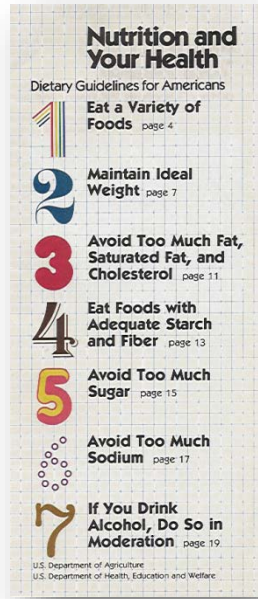 Nutrition and
Your Health
Dietary Guidelines for Americans
1
Eat a Variety of
Foods page 4
2
Maintain Ideal
Weight page 7
3
Avoid Too Much Fat,
Saturated Fat, and
Cholesterol page 11
4
Eat Foods with
Adequate Starch
and Fiber page 13
5
Avoid Too Much
Sugar page 15
6
Avoid Too Much
Sodium page 17
7
If You Drink
Alcohol, Do So in
Moderation page 19
U.S. Department of Agriculture
U.S. Department of Health, Education and Welfare